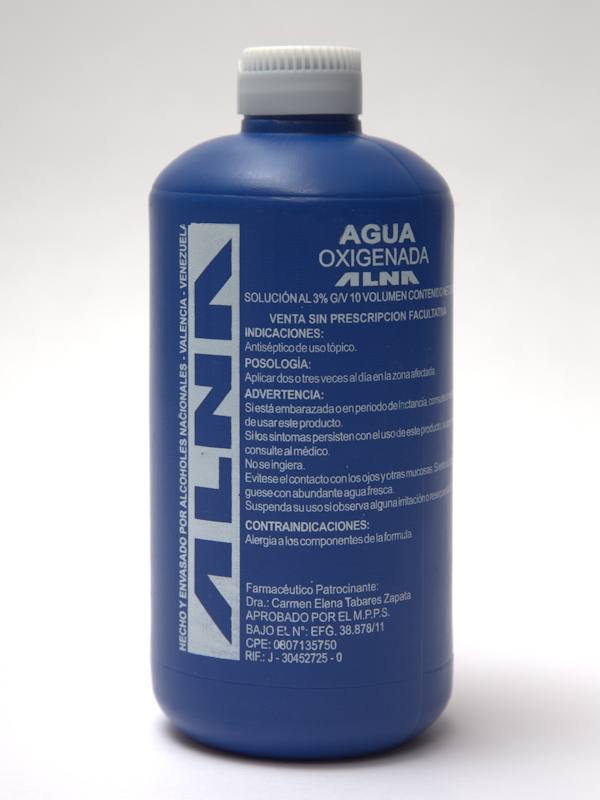 AGUA
OXIGENADA
ALNA
SOLUCIÓN AL 3% G/V 10 VOLUMEN CONTENIDO NETO
VENTA SIN PRESCRIPCION FACULTATIVA
INDICACIONES:
Antiséptico de uso tópico.
POSOLOGÍA:
Aplicar dos o tres veces al día en la zona afectada
ADVERTENCIA:
Si está embarazada o en periodo de lactancia,
de usar este producto.
Si los sintomas persisten con el uso de este producto,
consulte al médico.
No se ingiera.
Evitese el contacto con los ojos y otras mucosas.
guese con abundante agua fresca.
Suspenda su uso si observa alguna irritación o
CONTRAINDICACIONES:
Alergia a los componentes de la formula
Farmacéutico Patrocinante:
Dra.: Carmen Elena Tabares Zapata
APROBADO POR EL M.P.P.S.
BAJO EL N°: EFG. 38.878/11
CPE: 0807135750
RIF.: J - 30452725 - 0
ALNA
HECHO Y ENVASADO POR ALCOHOLES NACIONALES - VALENCIA - VENEZUELA